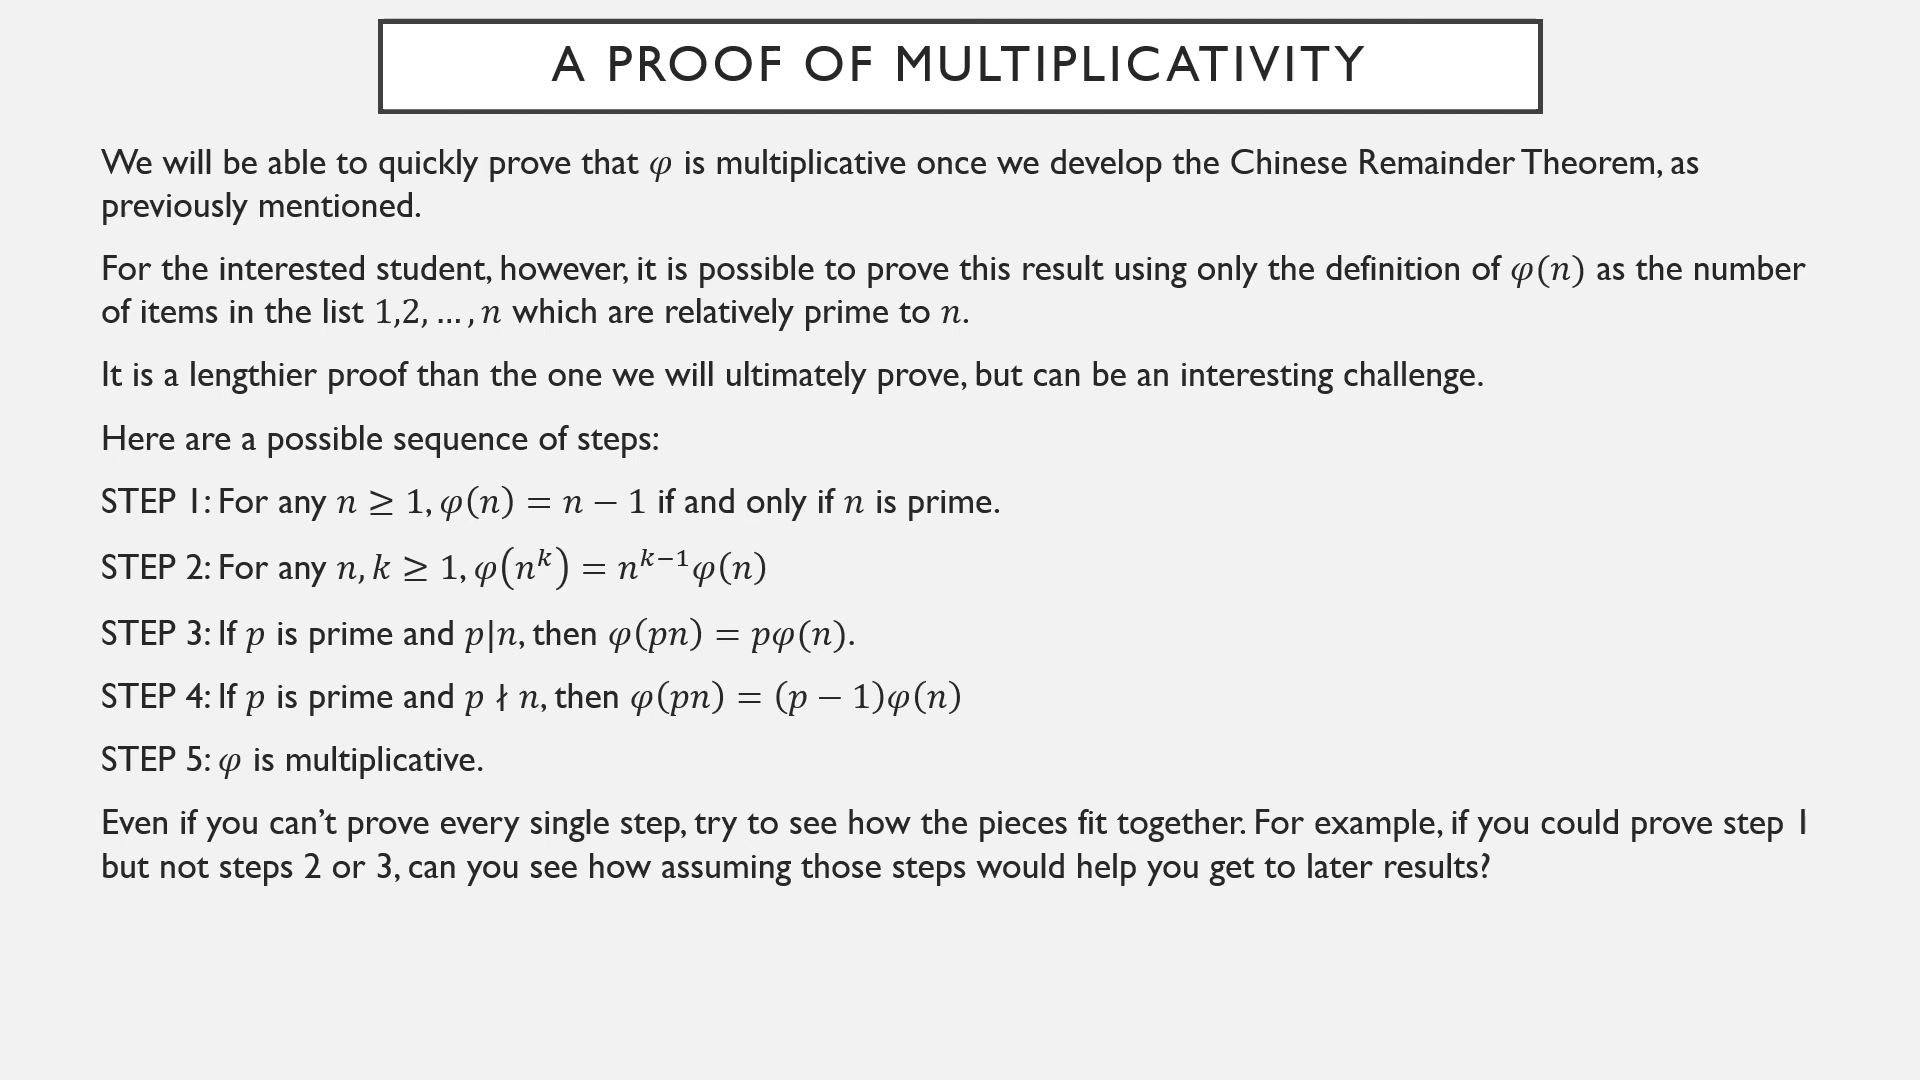 A PROOF OF MULTIPLICATIVITY
We will be able to quickly prove that φ is multiplicative once we develop the Chinese Remainder Theorem, as
previously mentioned.
For the interested student, however, it is possible to prove this result using only the definition of φ(n) as the number
of items in the list 1,2, … , n which are relatively prime to n.
It is a lengthier proof than the one we will ultimately prove, but can be an interesting challenge.
Here are a possible sequence of steps:
STEP 1: For any n ≥ 1, φ(n) = n − 1 if and only if n is prime.
STEP 2: For any n, k ≥ 1, φ(n^k) = n^{k−1}φ(n)
STEP 3: If p is prime and p|n, then φ(pn) = pφ(n).
STEP 4: If p is prime and p ∤ n, then φ(pn) = (p − 1)φ(n)
STEP 5: φ is multiplicative.
Even if you can’t prove every single step, try to see how the pieces fit together. For example, if you could prove step 1
but not steps 2 or 3, can you see how assuming those steps would help you get to later results?